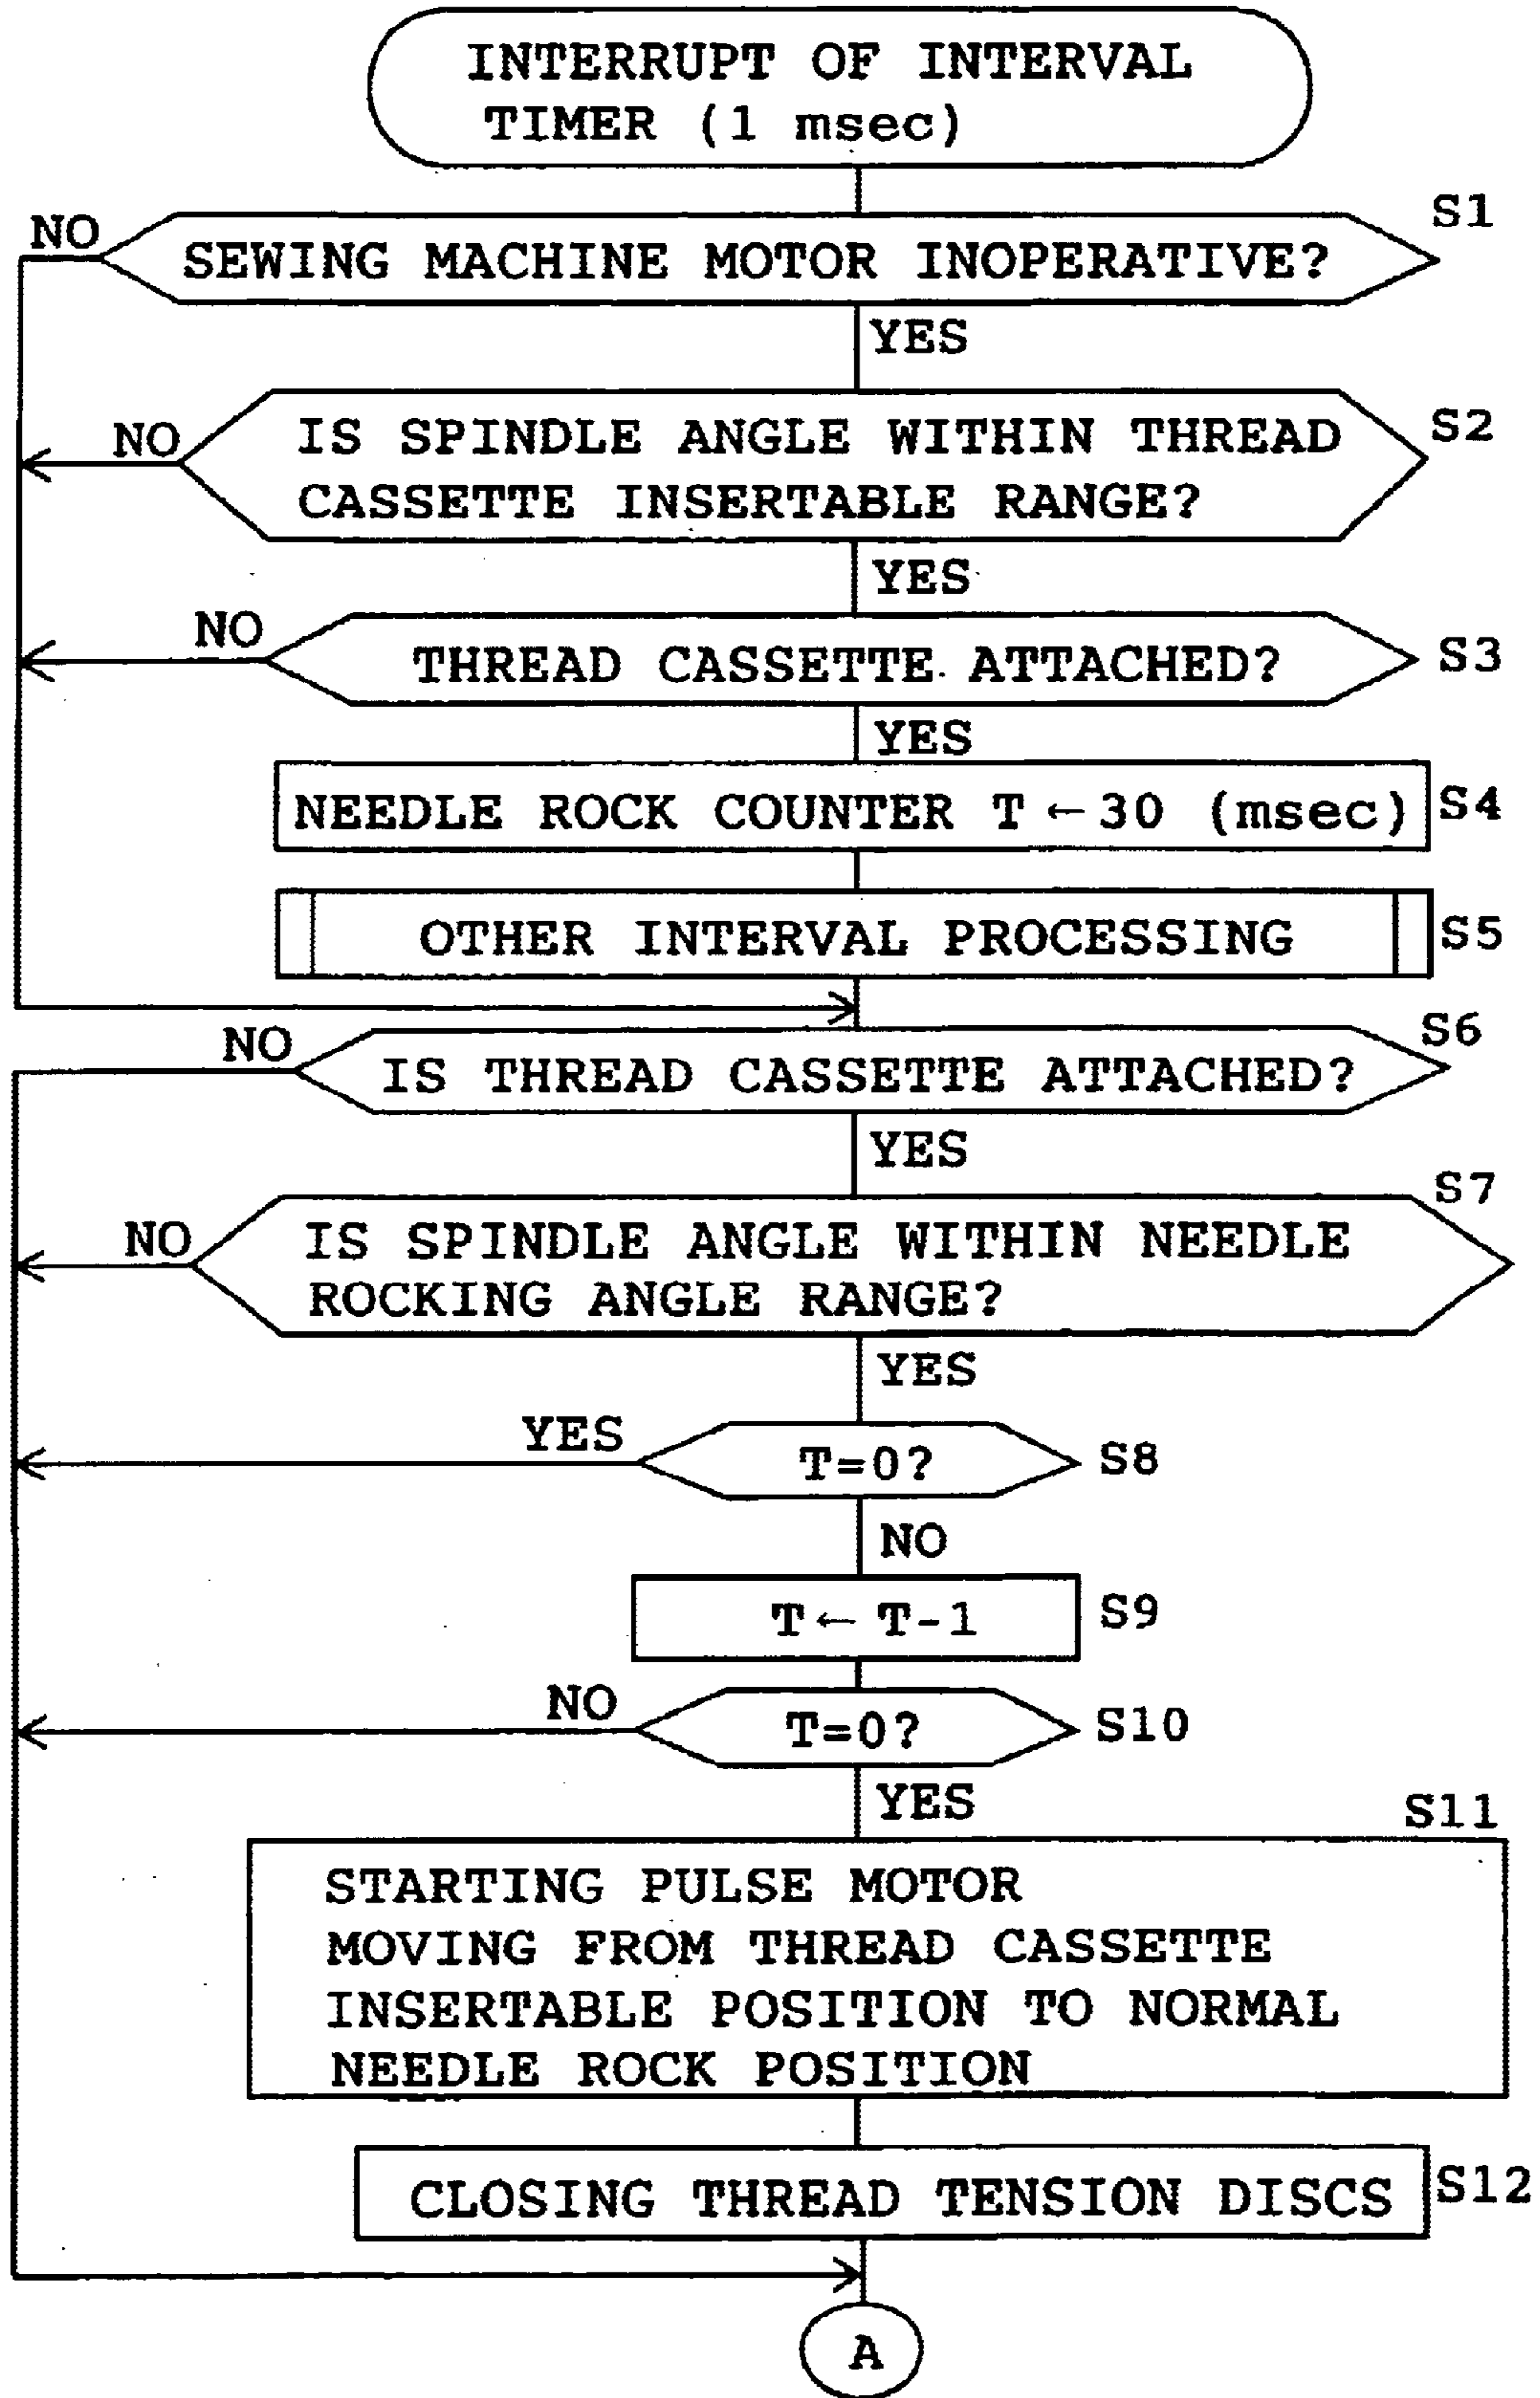 INTERRUPT OF INTERVAL
TIMER (1 msec)
S1
NO
SEWING MACHINE MOTOR INOPERATIVE?
YES
S2
NO
IS SPINDLE ANGLE WITHIN THREAD
CASSETTE INSERTABLE RANGE?
YES
NO
THREAD CASSETTE ATTACHED?
S3
YES
NEEDLE ROCK COUNTER T ← 30 (msec)
S4
OTHER INTERVAL PROCESSING
S5
S6
NO
IS THREAD CASSETTE ATTACHED?
YES
S7
NO
IS SPINDLE ANGLE WITHIN NEEDLE
ROCKING ANGLE RANGE?
YES
YES
T=0?
S8
NO
T ← T-1
S9
NO
T=0?
S10
YES
S11
STARTING PULSE MOTOR
MOVING FROM THREAD CASSETTE
INSERTABLE POSITION TO NORMAL
NEEDLE ROCK POSITION
CLOSING THREAD TENSION DISCS
S12
A